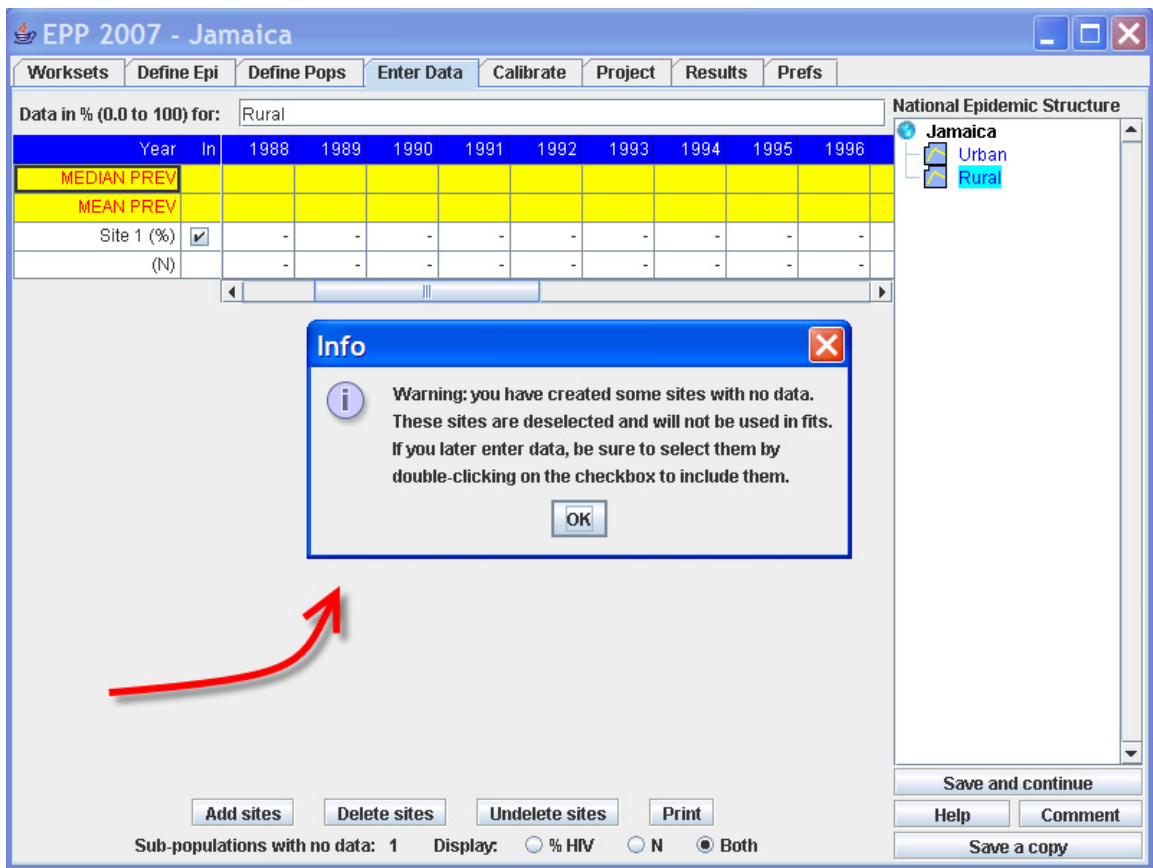 EPP 2007 - Jamaica
Worksets Define Epi Define Pops Enter Data Calibrate Project Results Prefs
Data in % (0.0 to 100) for: Rural
Year In 1988 1989 1990 1991 1992 1993 1994 1995 1996
MEDIAN PREV
MEAN PREV
Site 1 (%) - - - - - - - - -
(N) - - - - - - - - -
National Epidemic Structure
Jamaica
Urban
Rural
Info
Warning: you have created some sites with no data.
These sites are deselected and will not be used in fits.
If you later enter data, be sure to select them by
double-clicking on the checkbox to include them.
OK
Add sites Delete sites Undelete sites Print
Sub-populations with no data: 1 Display: % HIV N Both
Save and continue
Help Comment
Save a copy